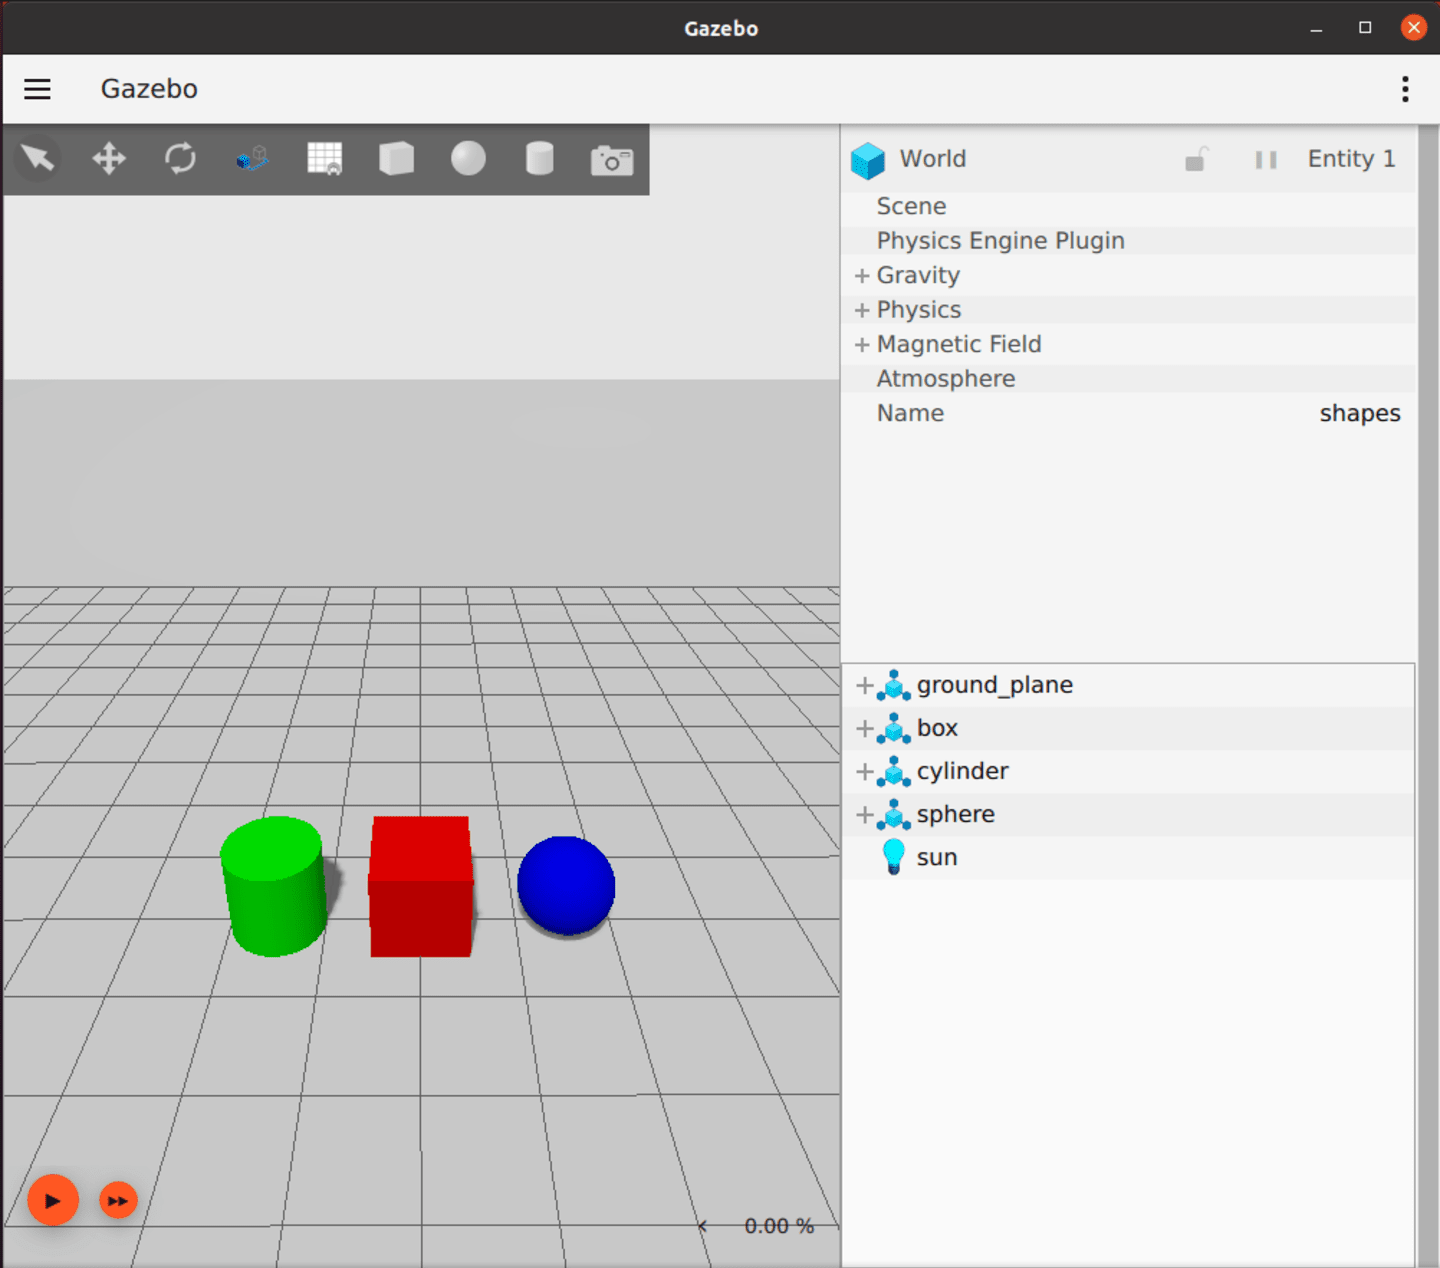 Gazebo
Gazebo
World Entity 1
Scene
Physics Engine Plugin
Gravity
Physics
Magnetic Field
Atmosphere
Name shapes
ground_plane
box
cylinder
sphere
sun
0.00 %